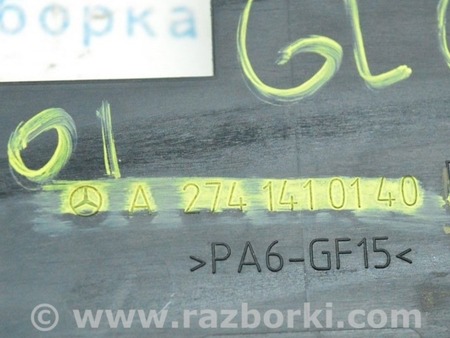 борка
GL
01
A 274 141 01 40
>PA6-GF15<
© www.razborki.com